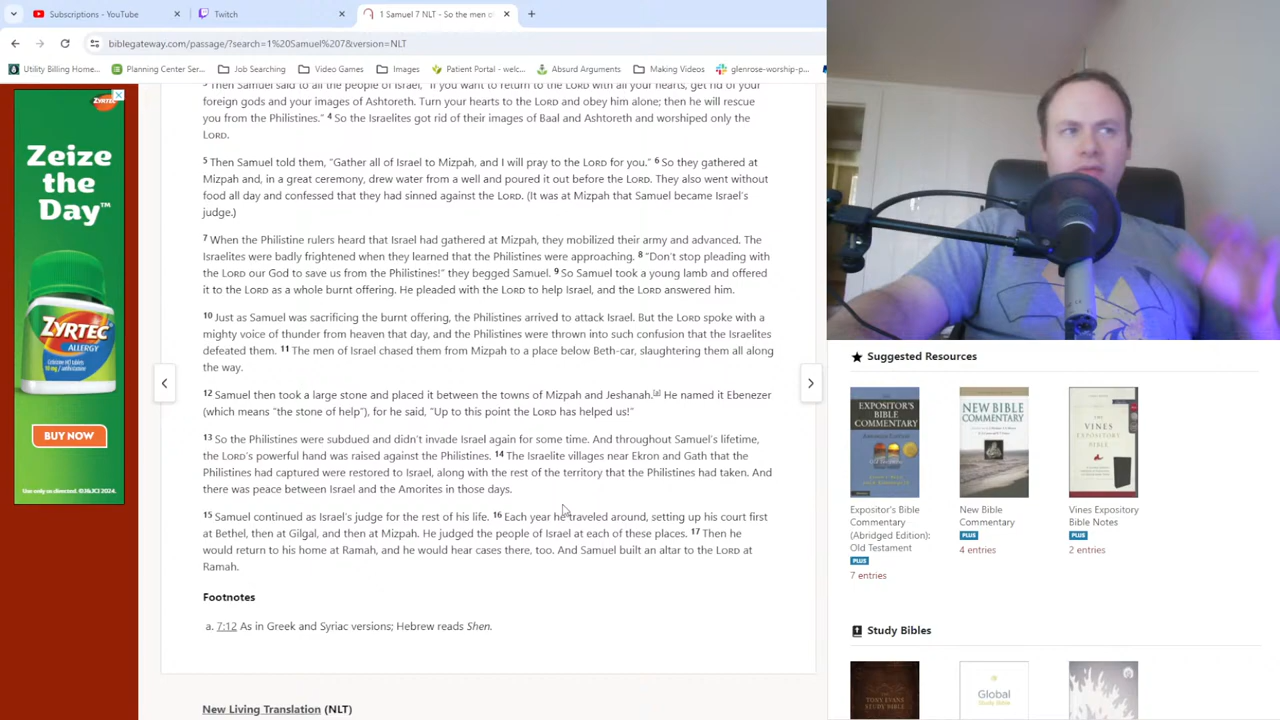 Subscriptions - YouTube
Twitch
1 Samuel 7 NLT - So the men o
biblegateway.com/passage/?search=1%20Samuel%207&version=NLT
Utility Billing Home...
Planning Center Ser...
Job Searching
Video Games
Images
Patient Portal - welc...
Absurd Arguments
Making Videos
glenrose-worship-p...
ZYRTEC
Zeize
the
Day™
ZYRTEC
ALLERGY
10 mg
BUY NOW
Use only as directed. ©J&JCI 2024.
3 Then Samuel said to all the people of Israel, “If you want to return to the LORD with all your hearts, get rid of your
foreign gods and your images of Ashtoreth. Turn your hearts to the LORD and obey him alone; then he will rescue
you from the Philistines.” 4 So the Israelites got rid of their images of Baal and Ashtoreth and worshiped only the
LORD.
5 Then Samuel told them, “Gather all of Israel to Mizpah, and I will pray to the LORD for you.” 6 So they gathered at
Mizpah and, in a great ceremony, drew water from a well and poured it out before the LORD. They also went without
food all day and confessed that they had sinned against the LORD. (It was at Mizpah that Samuel became Israel’s
judge.)
7 When the Philistine rulers heard that Israel had gathered at Mizpah, they mobilized their army and advanced. The
Israelites were badly frightened when they learned that the Philistines were approaching. 8 “Don’t stop pleading with
the LORD our God to save us from the Philistines!” they begged Samuel. 9 So Samuel took a young lamb and offered
it to the LORD as a whole burnt offering. He pleaded with the LORD to help Israel, and the LORD answered him.
10 Just as Samuel was sacrificing the burnt offering, the Philistines arrived to attack Israel. But the LORD spoke with a
mighty voice of thunder from heaven that day, and the Philistines were thrown into such confusion that the Israelites
defeated them. 11 The men of Israel chased them from Mizpah to a place below Beth-car, slaughtering them all along
the way.
12 Samuel then took a large stone and placed it between the towns of Mizpah and Jeshanah.[a] He named it Ebenezer
(which means “the stone of help”), for he said, “Up to this point the LORD has helped us!”
13 So the Philistines were subdued and didn’t invade Israel again for some time. And throughout Samuel’s lifetime,
the LORD’s powerful hand was raised against the Philistines. 14 The Israelite villages near Ekron and Gath that the
Philistines had captured were restored to Israel, along with the rest of the territory that the Philistines had taken. And
there was peace between Israel and the Amorites in those days.
15 Samuel continued as Israel’s judge for the rest of his life. 16 Each year he traveled around, setting up his court first
at Bethel, then at Gilgal, and then at Mizpah. He judged the people of Israel at each of these places. 17 Then he
would return to his home at Ramah, and he would hear cases there, too. And Samuel built an altar to the LORD at
Ramah.
Footnotes
a. 7:12 As in Greek and Syriac versions; Hebrew reads Shen.
New Living Translation (NLT)
Suggested Resources
EXPOSITOR'S
BIBLE
COMMENTARY
NEW BIBLE
COMMENTARY
THE
VINES
EXPOSITORY
BIBLE
Expositor's Bible
Commentary
(Abridged Edition):
Old Testament
PLUS
7 entries
New Bible
Commentary
PLUS
4 entries
Vines Expository
Bible Notes
PLUS
2 entries
Study Bibles
TONY EVANS
STUDY BIBLE
Global
Study Bible